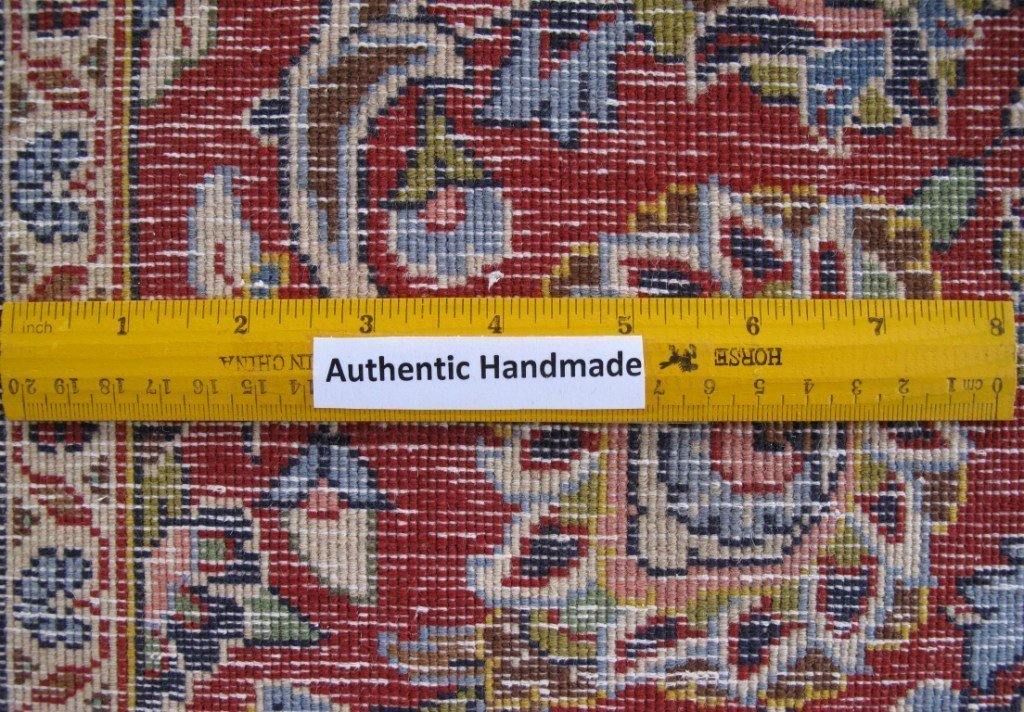 inch 1 2 3 4 5 6 7 8
IN CHINA
HORSE
Authentic Handmade
20 19 18 17 16 15 14 7 6 5 4 3 2 1 cm 0